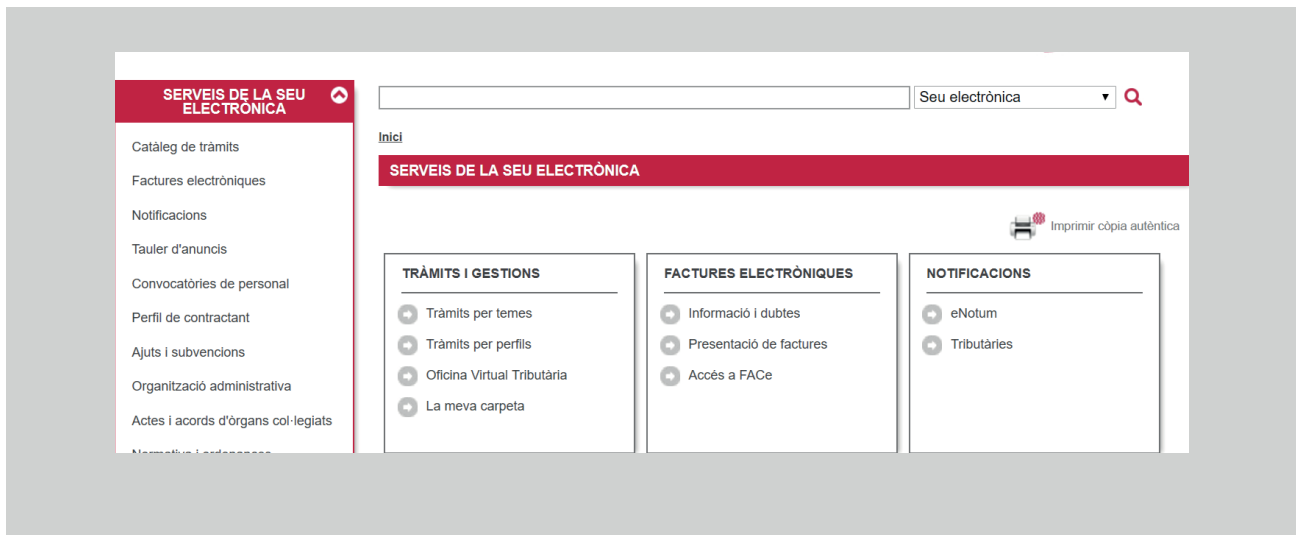 SERVEIS DE LA SEU
ELECTRÒNICA
Catàleg de tràmits
Factures electròniques
Notificacions
Tauler d'anuncis
Convocatòries de personal
Perfil de contractant
Ajuts i subvencions
Organització administrativa
Actes i acords d'òrgans col·legiats
Seu electrònica
Inici
SERVEIS DE LA SEU ELECTRÒNICA
Imprimir còpia autèntica
TRÀMITS I GESTIONS
Tràmits per temes
Tràmits per perfils
Oficina Virtual Tributària
La meva carpeta
FACTURES ELECTRÒNIQUES
Informació i dubtes
Presentació de factures
Accés a FACe
NOTIFICACIONS
eNotum
Tributàries